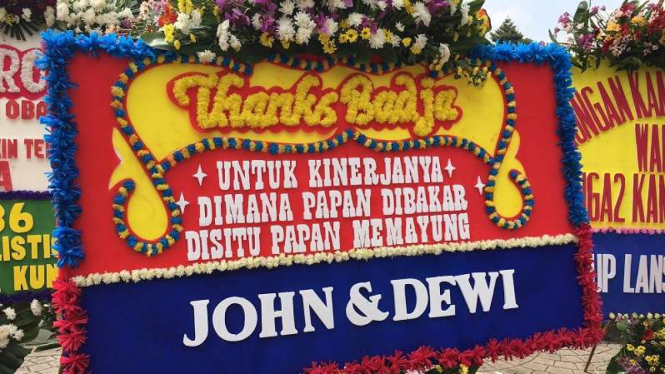 Thanks Badja
UNTUK KINERJANYA
DIMANA PAPAN DIBAKAR
DISITU PAPAN MEMAYUNG
JOHN & DEWI